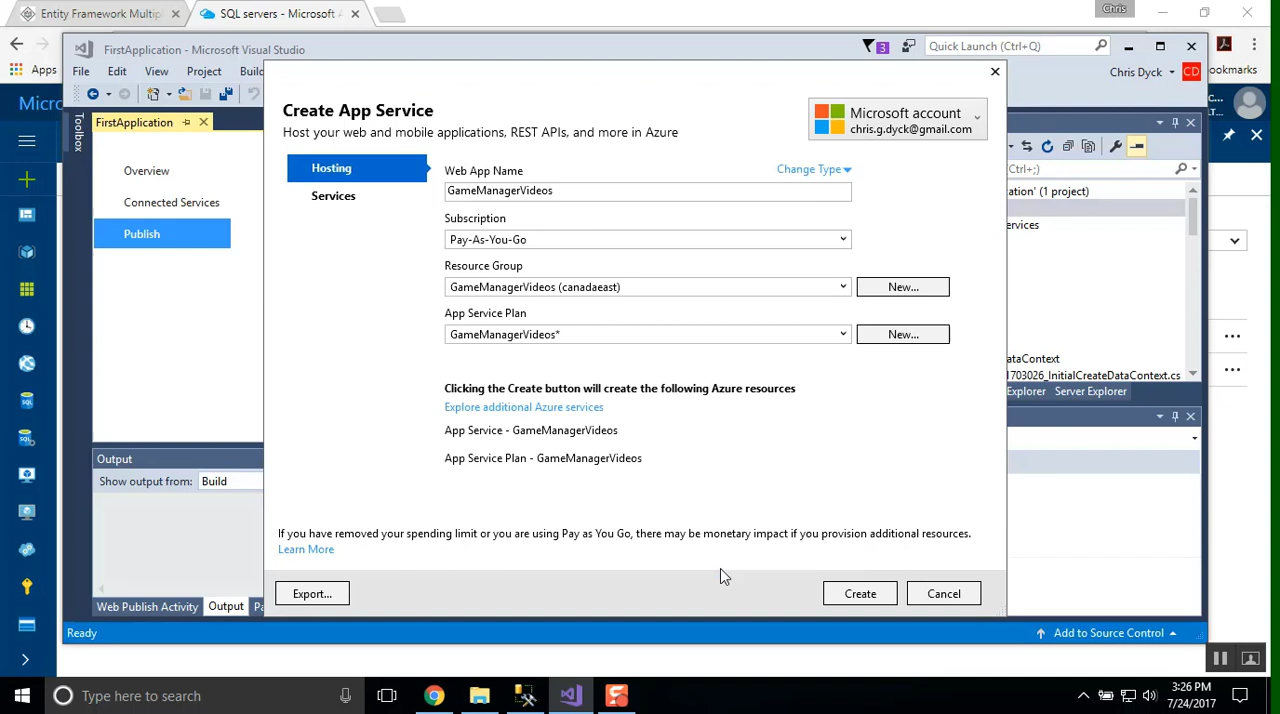 Entity Framework Multip
SQL servers - Microsoft A
Chris
Apps
ookmarks
FirstApplication - Microsoft Visual Studio
3
Quick Launch (Ctrl+Q)
File
Edit
View
Project
Chris Dyck
CD
Micro
Toolbox
FirstApplication
Overview
Connected Services
Publish
Create App Service
Host your web and mobile applications, REST APIs, and more in Azure
Microsoft account
chris.g.dyck@gmail.com
Hosting
Services
Web App Name
Change Type
GameManagerVideos
Subscription
Pay-As-You-Go
Resource Group
GameManagerVideos (canadaeast)
New...
App Service Plan
GameManagerVideos*
New...
Clicking the Create button will create the following Azure resources
Explore additional Azure services
App Service - GameManagerVideos
App Service Plan - GameManagerVideos
If you have removed your spending limit or you are using Pay as You Go, there may be monetary impact if you provision additional resources.
Learn More
Export...
Create
Cancel
(Ctrl+;)
ication' (1 project)
ervices
ataContext
1703026_InitialCreateDataContext.cs
Explorer
Server Explorer
Output
Show output from:
Build
Web Publish Activity
Output
Ready
Add to Source Control
Type here to search
3:26 PM
7/24/2017